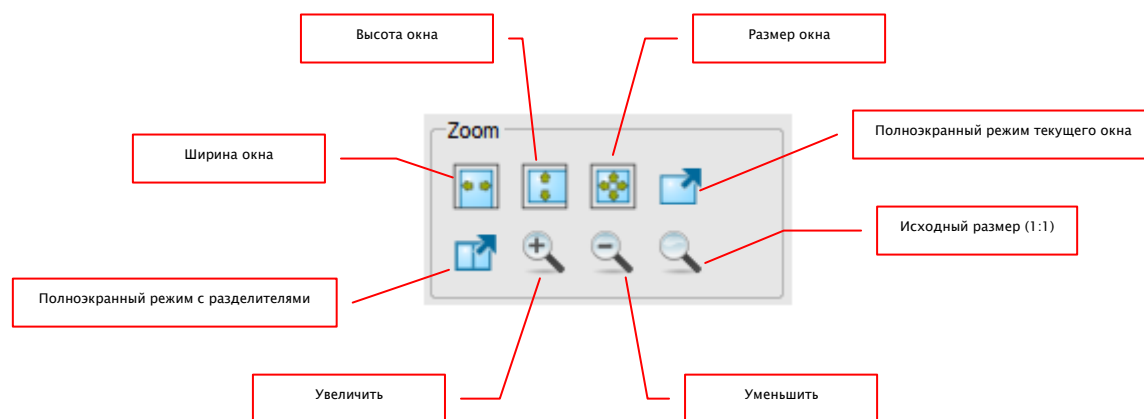 Высота окна
Размер окна
Zoom
Полноэкранный режим текущего окна
Ширина окна
Исходный размер (1:1)
Полноэкранный режим с разделителями
Увеличить
Уменьшить